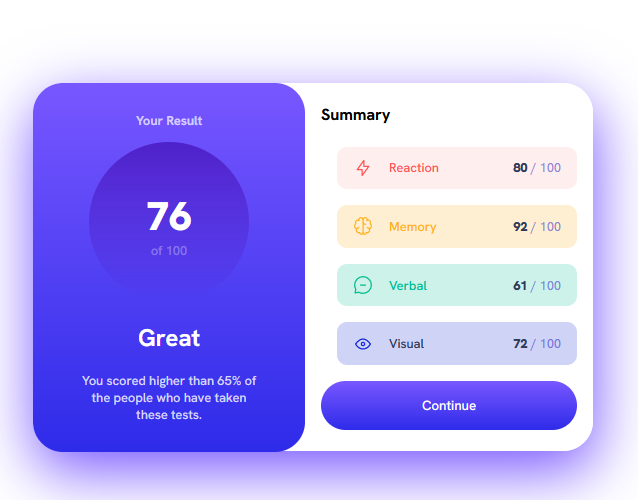 Your Result
76
of 100
Great
You scored higher than 65% of
the people who have taken
these tests.
Summary
Reaction 80 / 100
Memory 92 / 100
Verbal 61 / 100
Visual 72 / 100
Continue